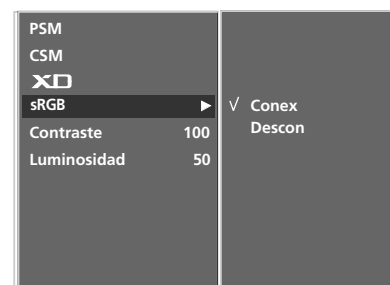 PSM
CSM
XD
sRGB ▶
Contraste 100
Luminosidad 50
√ Conex
Descon